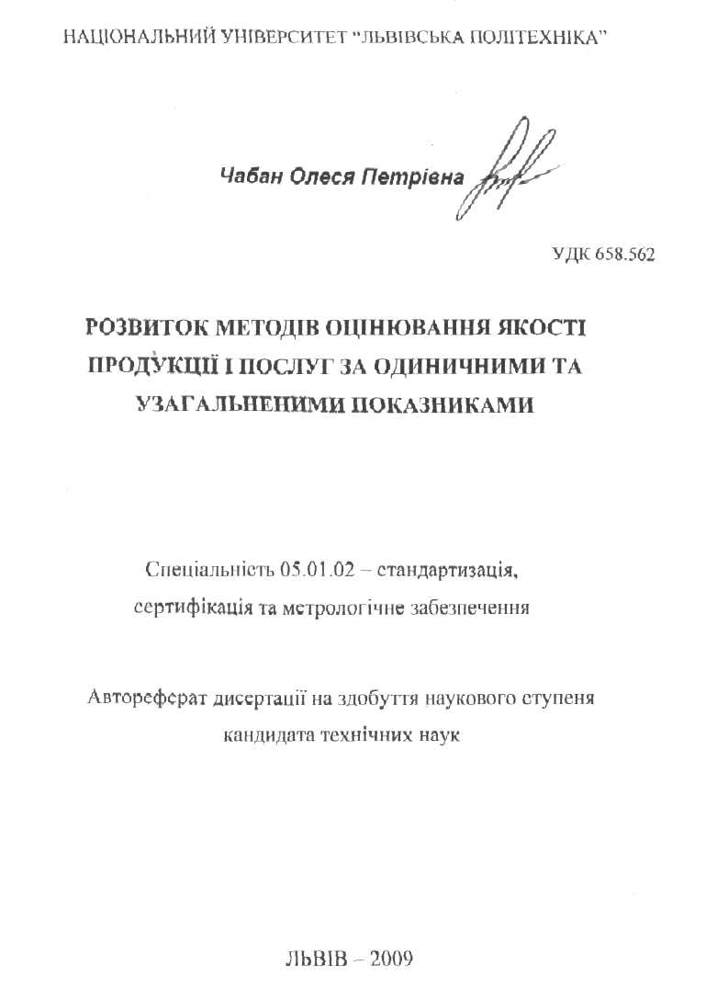 НАЦІОНАЛЬНИЙ УНІВЕРСИТЕТ “ЛЬВІВСЬКА ПОЛІТЕХНІКА”
Чабан Олеся Петрівна
УДК 658.562
РОЗВИТОК МЕТОДІВ ОЦІНЮВАННЯ ЯКОСТІ
ПРОДУКЦІЇ І ПОСЛУГ ЗА ОДИНИЧНИМИ ТА
УЗАГАЛЬНЕНИМИ ПОКАЗНИКАМИ
Спеціальність 05.01.02 – стандартизація,
сертифікація та метрологічне забезпечення
Автореферат дисертації на здобуття наукового ступеня
кандидата технічних наук
ЛЬВІВ – 2009